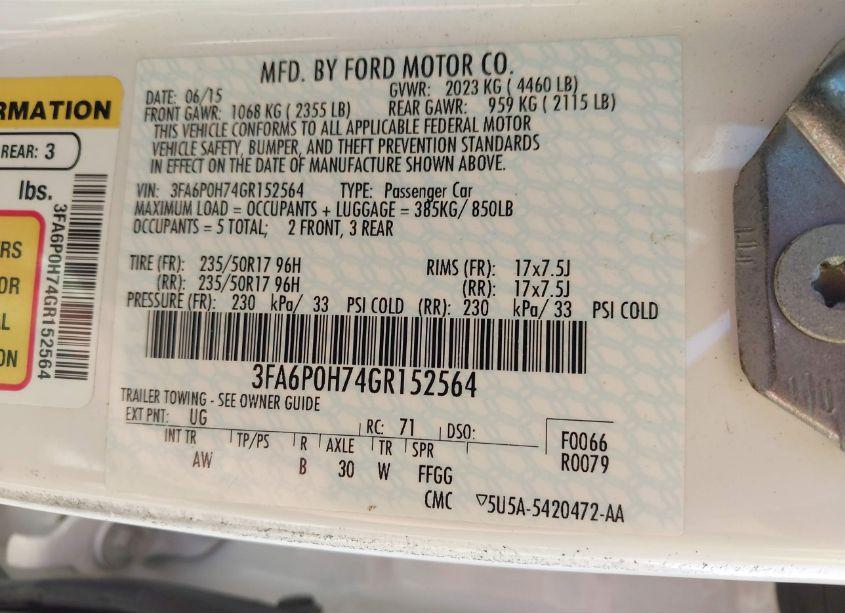 MFD. BY FORD MOTOR CO.
DATE: 06/15 GVWR: 2023 KG ( 4460 LB)
FRONT GAWR: 1068 KG ( 2355 LB) REAR GAWR: 959 KG ( 2115 LB)
THIS VEHICLE CONFORMS TO ALL APPLICABLE FEDERAL MOTOR
VEHICLE SAFETY, BUMPER, AND THEFT PREVENTION STANDARDS
IN EFFECT ON THE DATE OF MANUFACTURE SHOWN ABOVE.
VIN: 3FA6P0H74GR152564 TYPE: Passenger Car
MAXIMUM LOAD = OCCUPANTS + LUGGAGE = 385KG/ 850LB
OCCUPANTS = 5 TOTAL; 2 FRONT, 3 REAR
TIRE (FR): 235/50R17 96H RIMS (FR): 17x7.5J
(RR): 235/50R17 96H (RR): 17x7.5J
PRESSURE (FR): 230 kPa/ 33 PSI COLD (RR): 230 kPa/ 33 PSI COLD
3FA6P0H74GR152564
TRAILER TOWING - SEE OWNER GUIDE
EXT PNT: UG RC: 71 DSO: F0066
INT TR TP/PS R AXLE TR SPR R0079
AW B 30 W FFGG
CMC ▽5U5A-5420472-AA
RMATION
REAR: 3
lbs.
3FA6P0H74GR152564
RS
OR
AL
ON